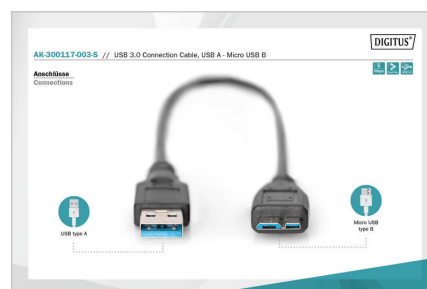 DIGITUS®
AK-300117-003-S // USB 3.0 Connection Cable, USB A - Micro USB B
Anschlüsse
Connections
USB type A
Micro USB
type B